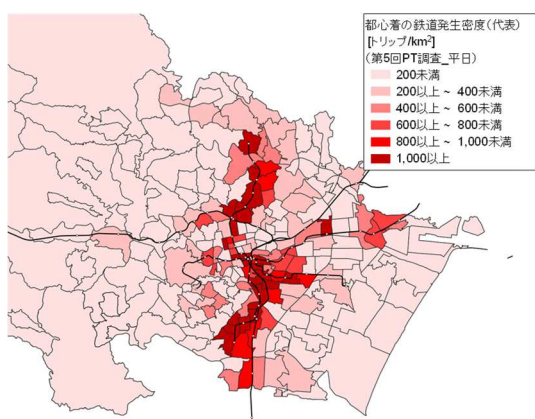 都心着の鉄道発生密度(代表)
[トリップ/km²]
(第5回PT調査_平日)
200未満
200以上~ 400未満
400以上~ 600未満
600以上~ 800未満
800以上~ 1,000未満
1,000以上